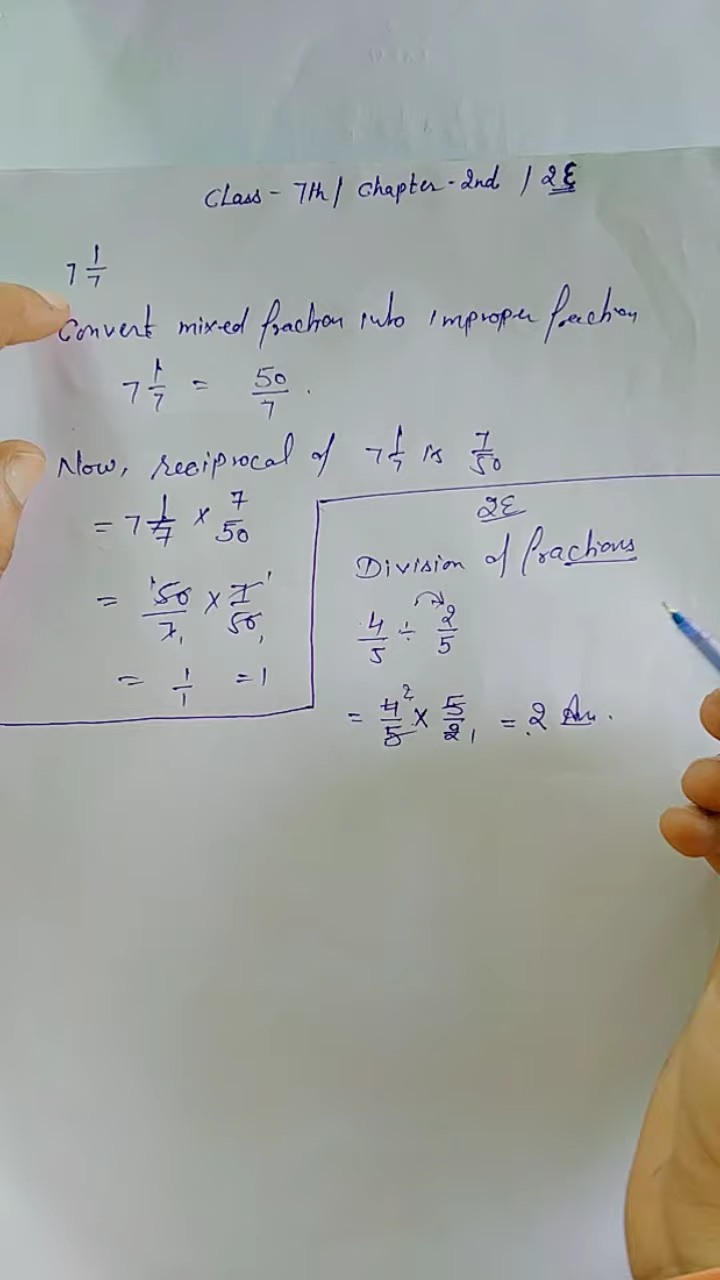 Class - 7th / Chapter - 2nd / 2E
7 1/7
Convert mixed fraction into improper fraction
7 1/7 = 50/7 .
Now, reciprocal of 7 1/7 is 7/50
= 7 1/7 × 7/50
= 50/7 × 7/50
= 1/1 = 1
2E
Division of fractions
4/5 ÷ 2/5
= 4/5 × 5/2 = 2 An.